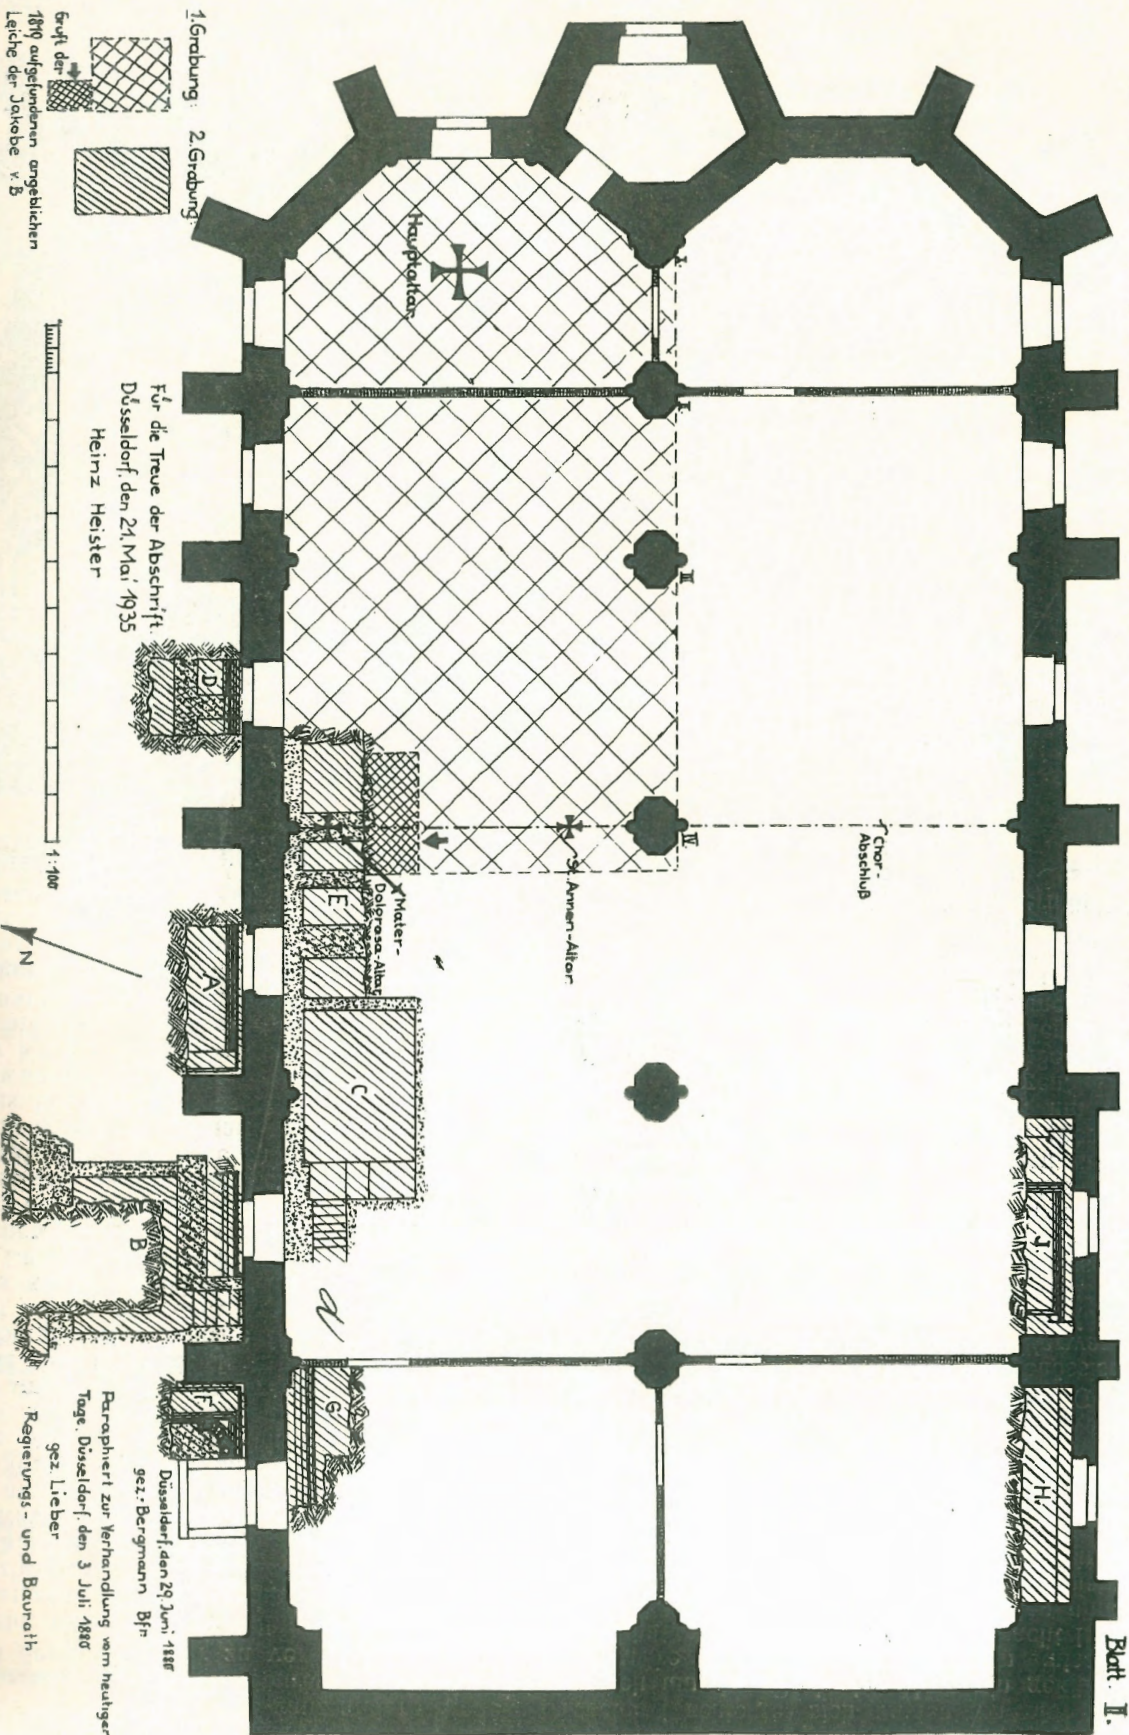 Blatt. II.
1. Grabung: 2. Grabung:
Gruft der
1819 aufgefundenen angeblichen
Leiche der Jakobe v. B
Hauptaltar
I.
II
III
IV
Chor-
Abschluß
St. Annen-Altar
Mater-
Dolorosa-Altar
Für die Treue der Abschrift.
Düsseldorf, den 21. Mai 1935
Heinz Heister
1:100
N
D
E
A
C
B
J.
G
F
H.
Düsseldorf, den 29. Juni 1880
gez. Bergmann Bfr
Paraphiert zur Verhandlung vom heutigen
Tage. Düsseldorf, den 3 Juli 1880
gez. Lieber
Regierungs- und Baurath